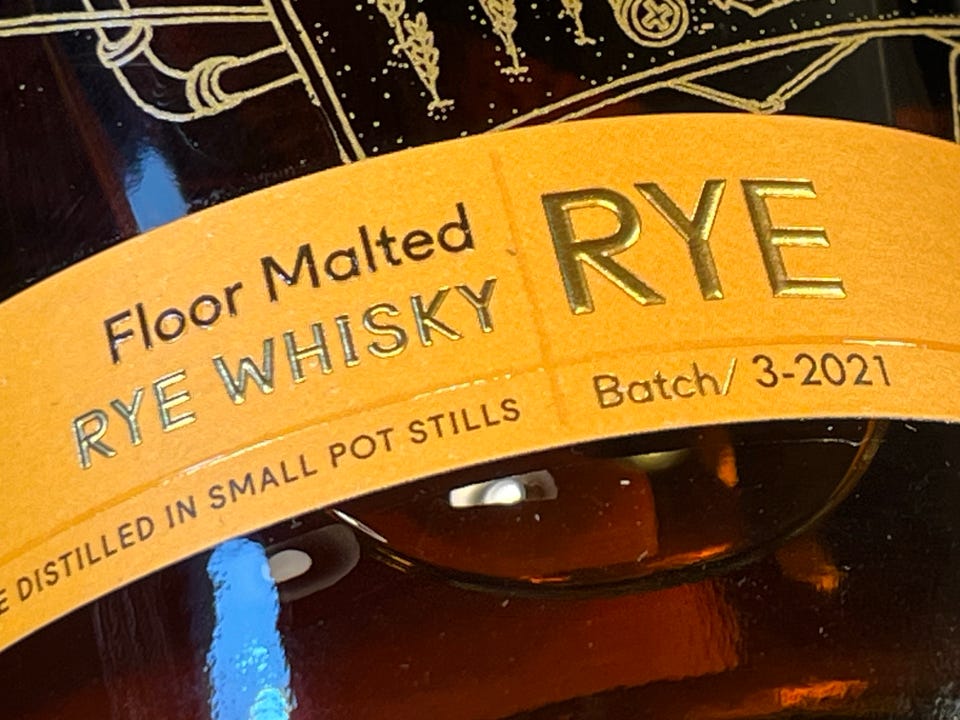 Floor Malted
RYE WHISKY
DISTILLED IN SMALL POT STILLS
RYE
Batch/ 3-2021